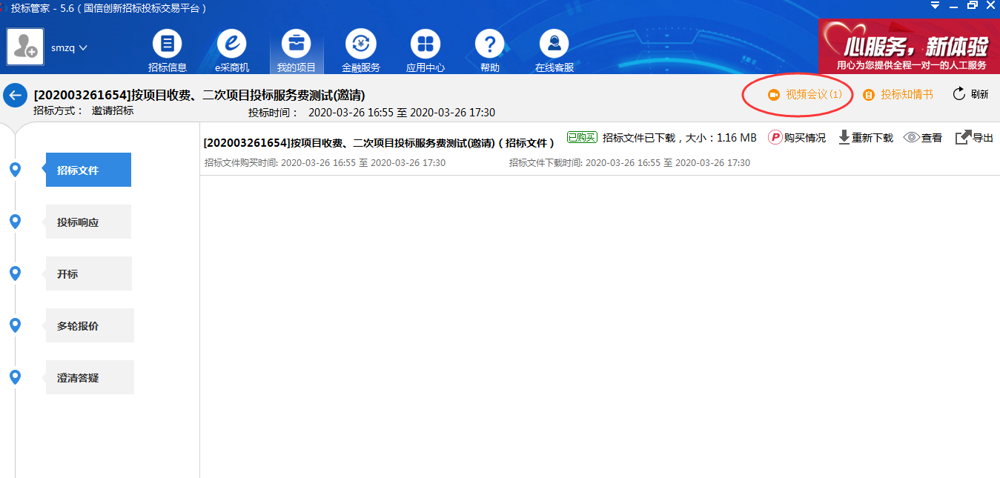 投标管家 - 5.6 ( 国信创新招标投标交易平台 )
smzq
招标信息
e采商机
我的项目
金融服务
应用中心
帮助
在线客服
心服务，新体验
用心为您提供全程一对一的人工服务
[202003261654]按项目收费、二次项目投标服务费测试(邀请)
招标方式： 邀请招标
投标时间： 2020-03-26 16:55 至 2020-03-26 17:30
视频会议(1)
投标知情书
刷新
招标文件
投标响应
开标
多轮报价
澄清答疑
[202003261654]按项目收费、二次项目投标服务费测试(邀请) ( 招标文件 )
已购买 招标文件已下载，大小：1.16 MB
P购买情况
重新下载
查看
导出
招标文件购买时间: 2020-03-26 16:55 至 2020-03-26 17:30
招标文件下载时间: 2020-03-26 16:55 至 2020-03-26 17:30